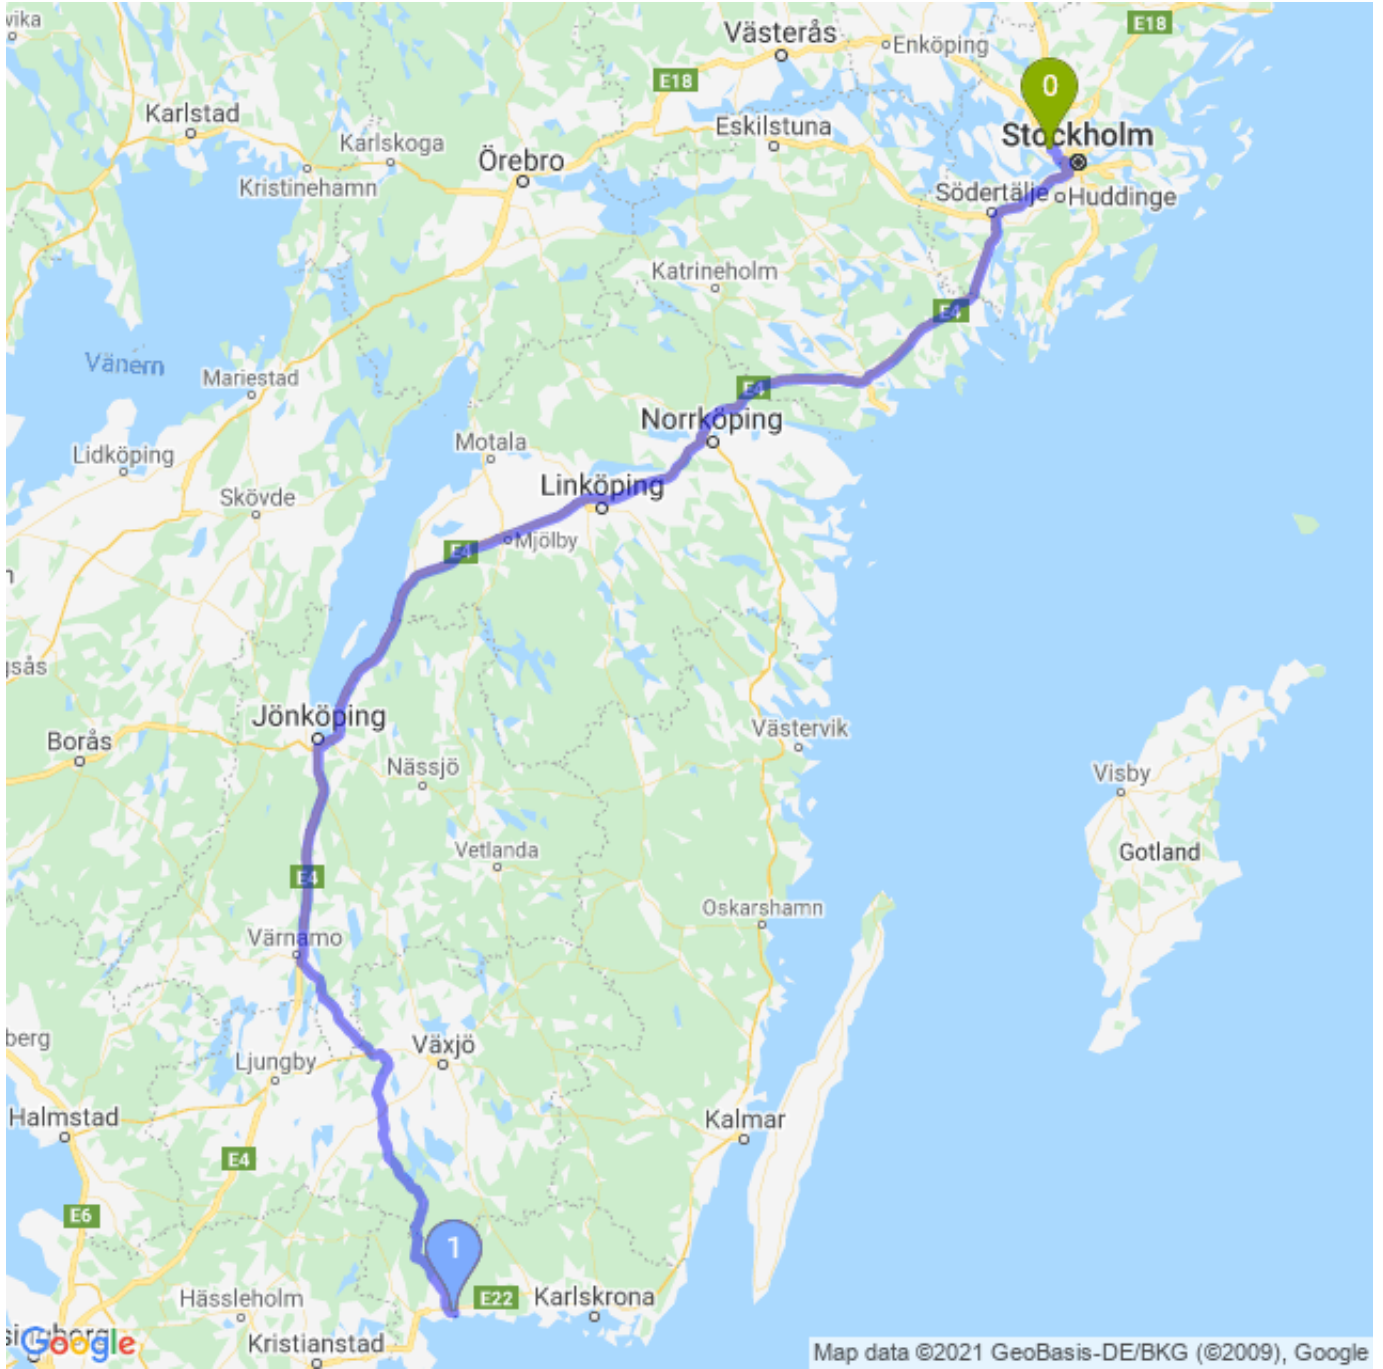 vika
Västerås
E18
Enköping
E18
0
Karlstad
Karlskoga
Örebro
Eskilstuna
Stockholm
Kristinehamn
Södertälje
Huddinge
Katrineholm
E4
Vänern
Mariestad
E4
Norrköping
Motala
Lidköping
Linköping
Skövde
E4
Mjölby
gsås
Jönköping
Borås
Västervik
Nässjö
Visby
Vetlanda
Gotland
E4
Oskarshamn
Värnamo
berg
Växjö
Ljungby
Halmstad
Kalmar
E4
E6
1
E22
Karlskrona
Hässleholm
Kristianstad
Google
Map data ©2021 GeoBasis-DE/BKG (©2009), Google